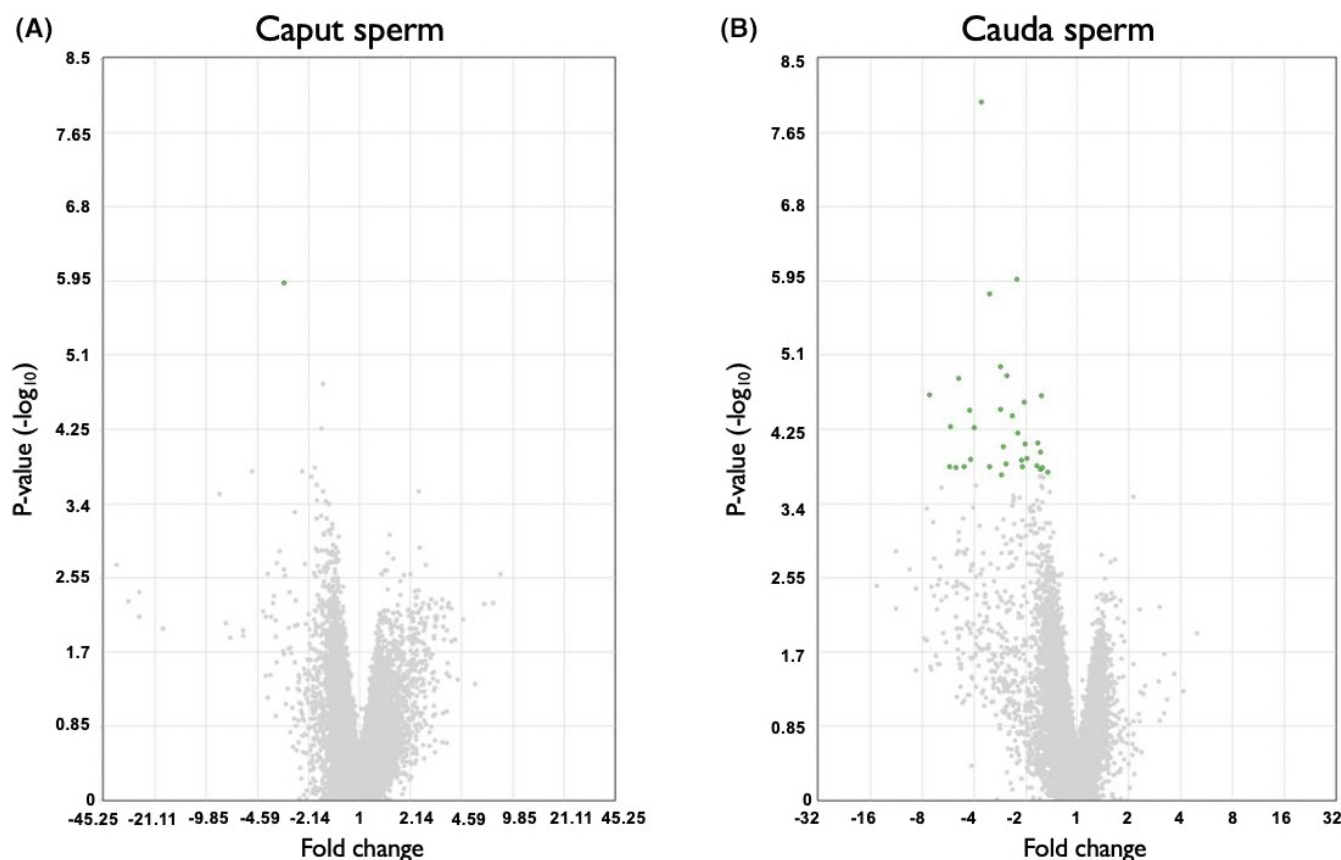 (A) Caput sperm
8.5
7.65
6.8
5.95
5.1
4.25
3.4
2.55
1.7
0.85
0
P-value (-log10)
-45.25 -21.11 -9.85 -4.59 -2.14 1 2.14 4.59 9.85 21.11 45.25
Fold change
(B) Cauda sperm
8.5
7.65
6.8
5.95
5.1
4.25
3.4
2.55
1.7
0.85
0
P-value (-log10)
-32 -16 -8 -4 -2 1 2 4 8 16 32
Fold change